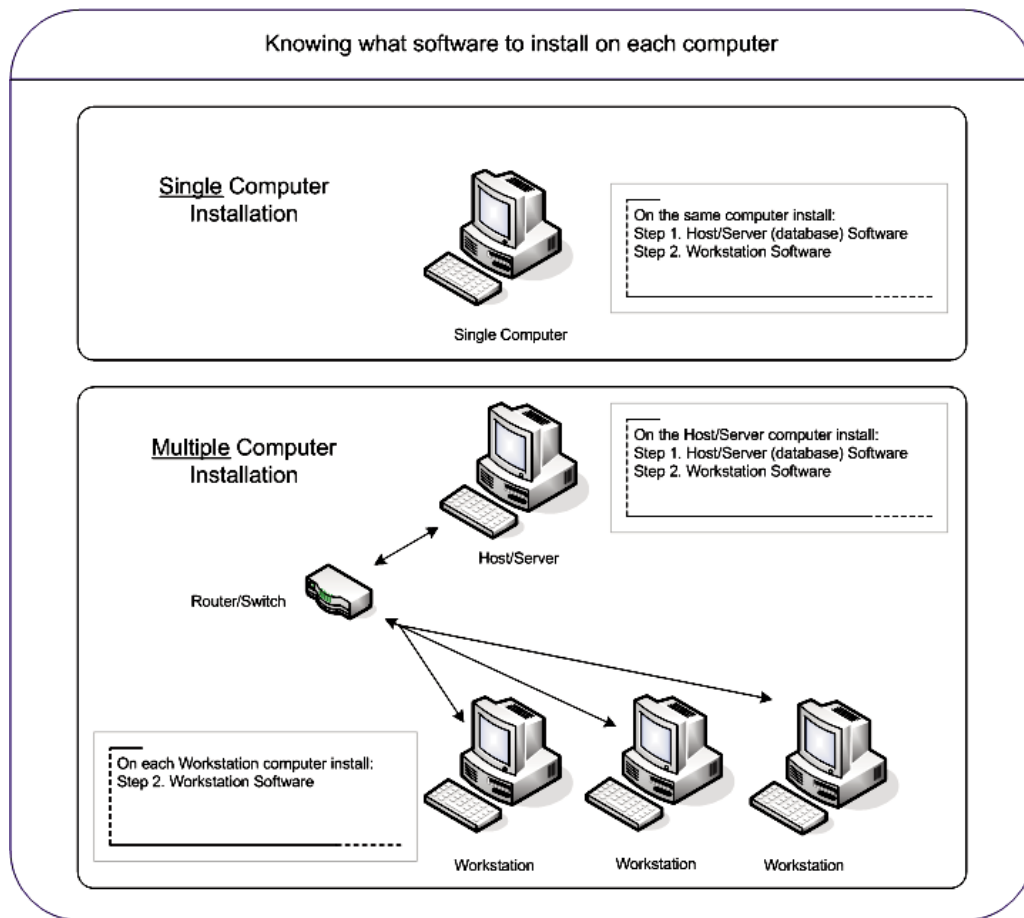 Knowing what software to install on each computer
Single Computer
Installation
On the same computer install:
Step 1. Host/Server (database) Software
Step 2. Workstation Software
Single Computer
Multiple Computer
Installation
On the Host/Server computer install:
Step 1. Host/Server (database) Software
Step 2. Workstation Software
Host/Server
Router/Switch
On each Workstation computer install:
Step 2. Workstation Software
Workstation
Workstation
Workstation